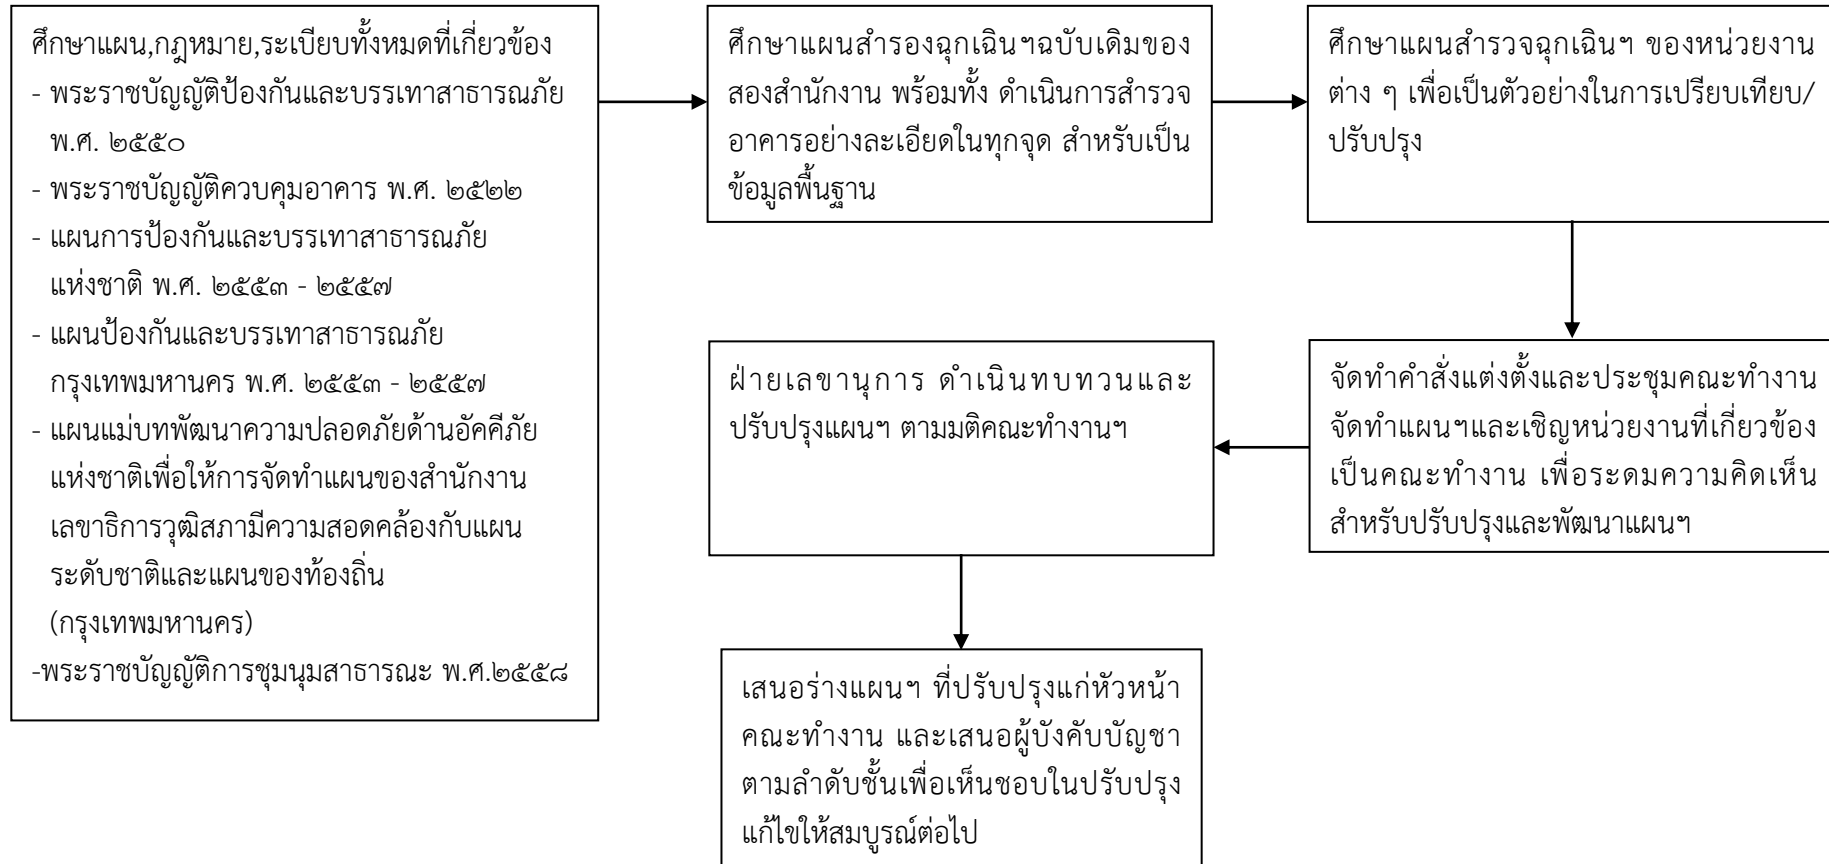 ศึกษาแผน,กฎหมาย,ระเบียบทั้งหมดที่เกี่ยวข้อง
- พระราชบัญญัติป้องกันและบรรเทาสาธารณภัย
พ.ศ. ๒๕๕๐
- พระราชบัญญัติควบคุมอาคาร พ.ศ. ๒๕๒๒
- แผนการป้องกันและบรรเทาสาธารณภัย
แห่งชาติ พ.ศ. ๒๕๕๓ - ๒๕๕๗
- แผนป้องกันและบรรเทาสาธารณภัย
กรุงเทพมหานคร พ.ศ. ๒๕๕๓ - ๒๕๕๗
- แผนแม่บทพัฒนาความปลอดภัยด้านอัคคีภัย
แห่งชาติเพื่อให้การจัดทำแผนของสำนักงาน
เลขาธิการวุฒิสภามีความสอดคล้องกับแผน
ระดับชาติและแผนของท้องถิ่น
(กรุงเทพมหานคร)
-พระราชบัญญัติการชุมนุมสาธารณะ พ.ศ.๒๕๕๘
ศึกษาแผนสำรองฉุกเฉินฯฉบับเดิมของ
สองสำนักงาน พร้อมทั้ง ดำเนินการสำรวจ
อาคารอย่างละเอียดในทุกจุด สำหรับเป็น
ข้อมูลพื้นฐาน
ศึกษาแผนสำรวจฉุกเฉินฯ ของหน่วยงาน
ต่าง ๆ เพื่อเป็นตัวอย่างในการเปรียบเทียบ/
ปรับปรุง
จัดทำคำสั่งแต่งตั้งและประชุมคณะทำงาน
จัดทำแผนฯและเชิญหน่วยงานที่เกี่ยวข้อง
เป็นคณะทำงาน เพื่อระดมความคิดเห็น
สำหรับปรับปรุงและพัฒนาแผนฯ
ฝ่ายเลขานุการ ดำเนินทบทวนและ
ปรับปรุงแผนฯ ตามมติคณะทำงานฯ
เสนอร่างแผนฯ ที่ปรับปรุงแก่หัวหน้า
คณะทำงาน และเสนอผู้บังคับบัญชา
ตามลำดับชั้นเพื่อเห็นชอบในปรับปรุง
แก้ไขให้สมบูรณ์ต่อไป